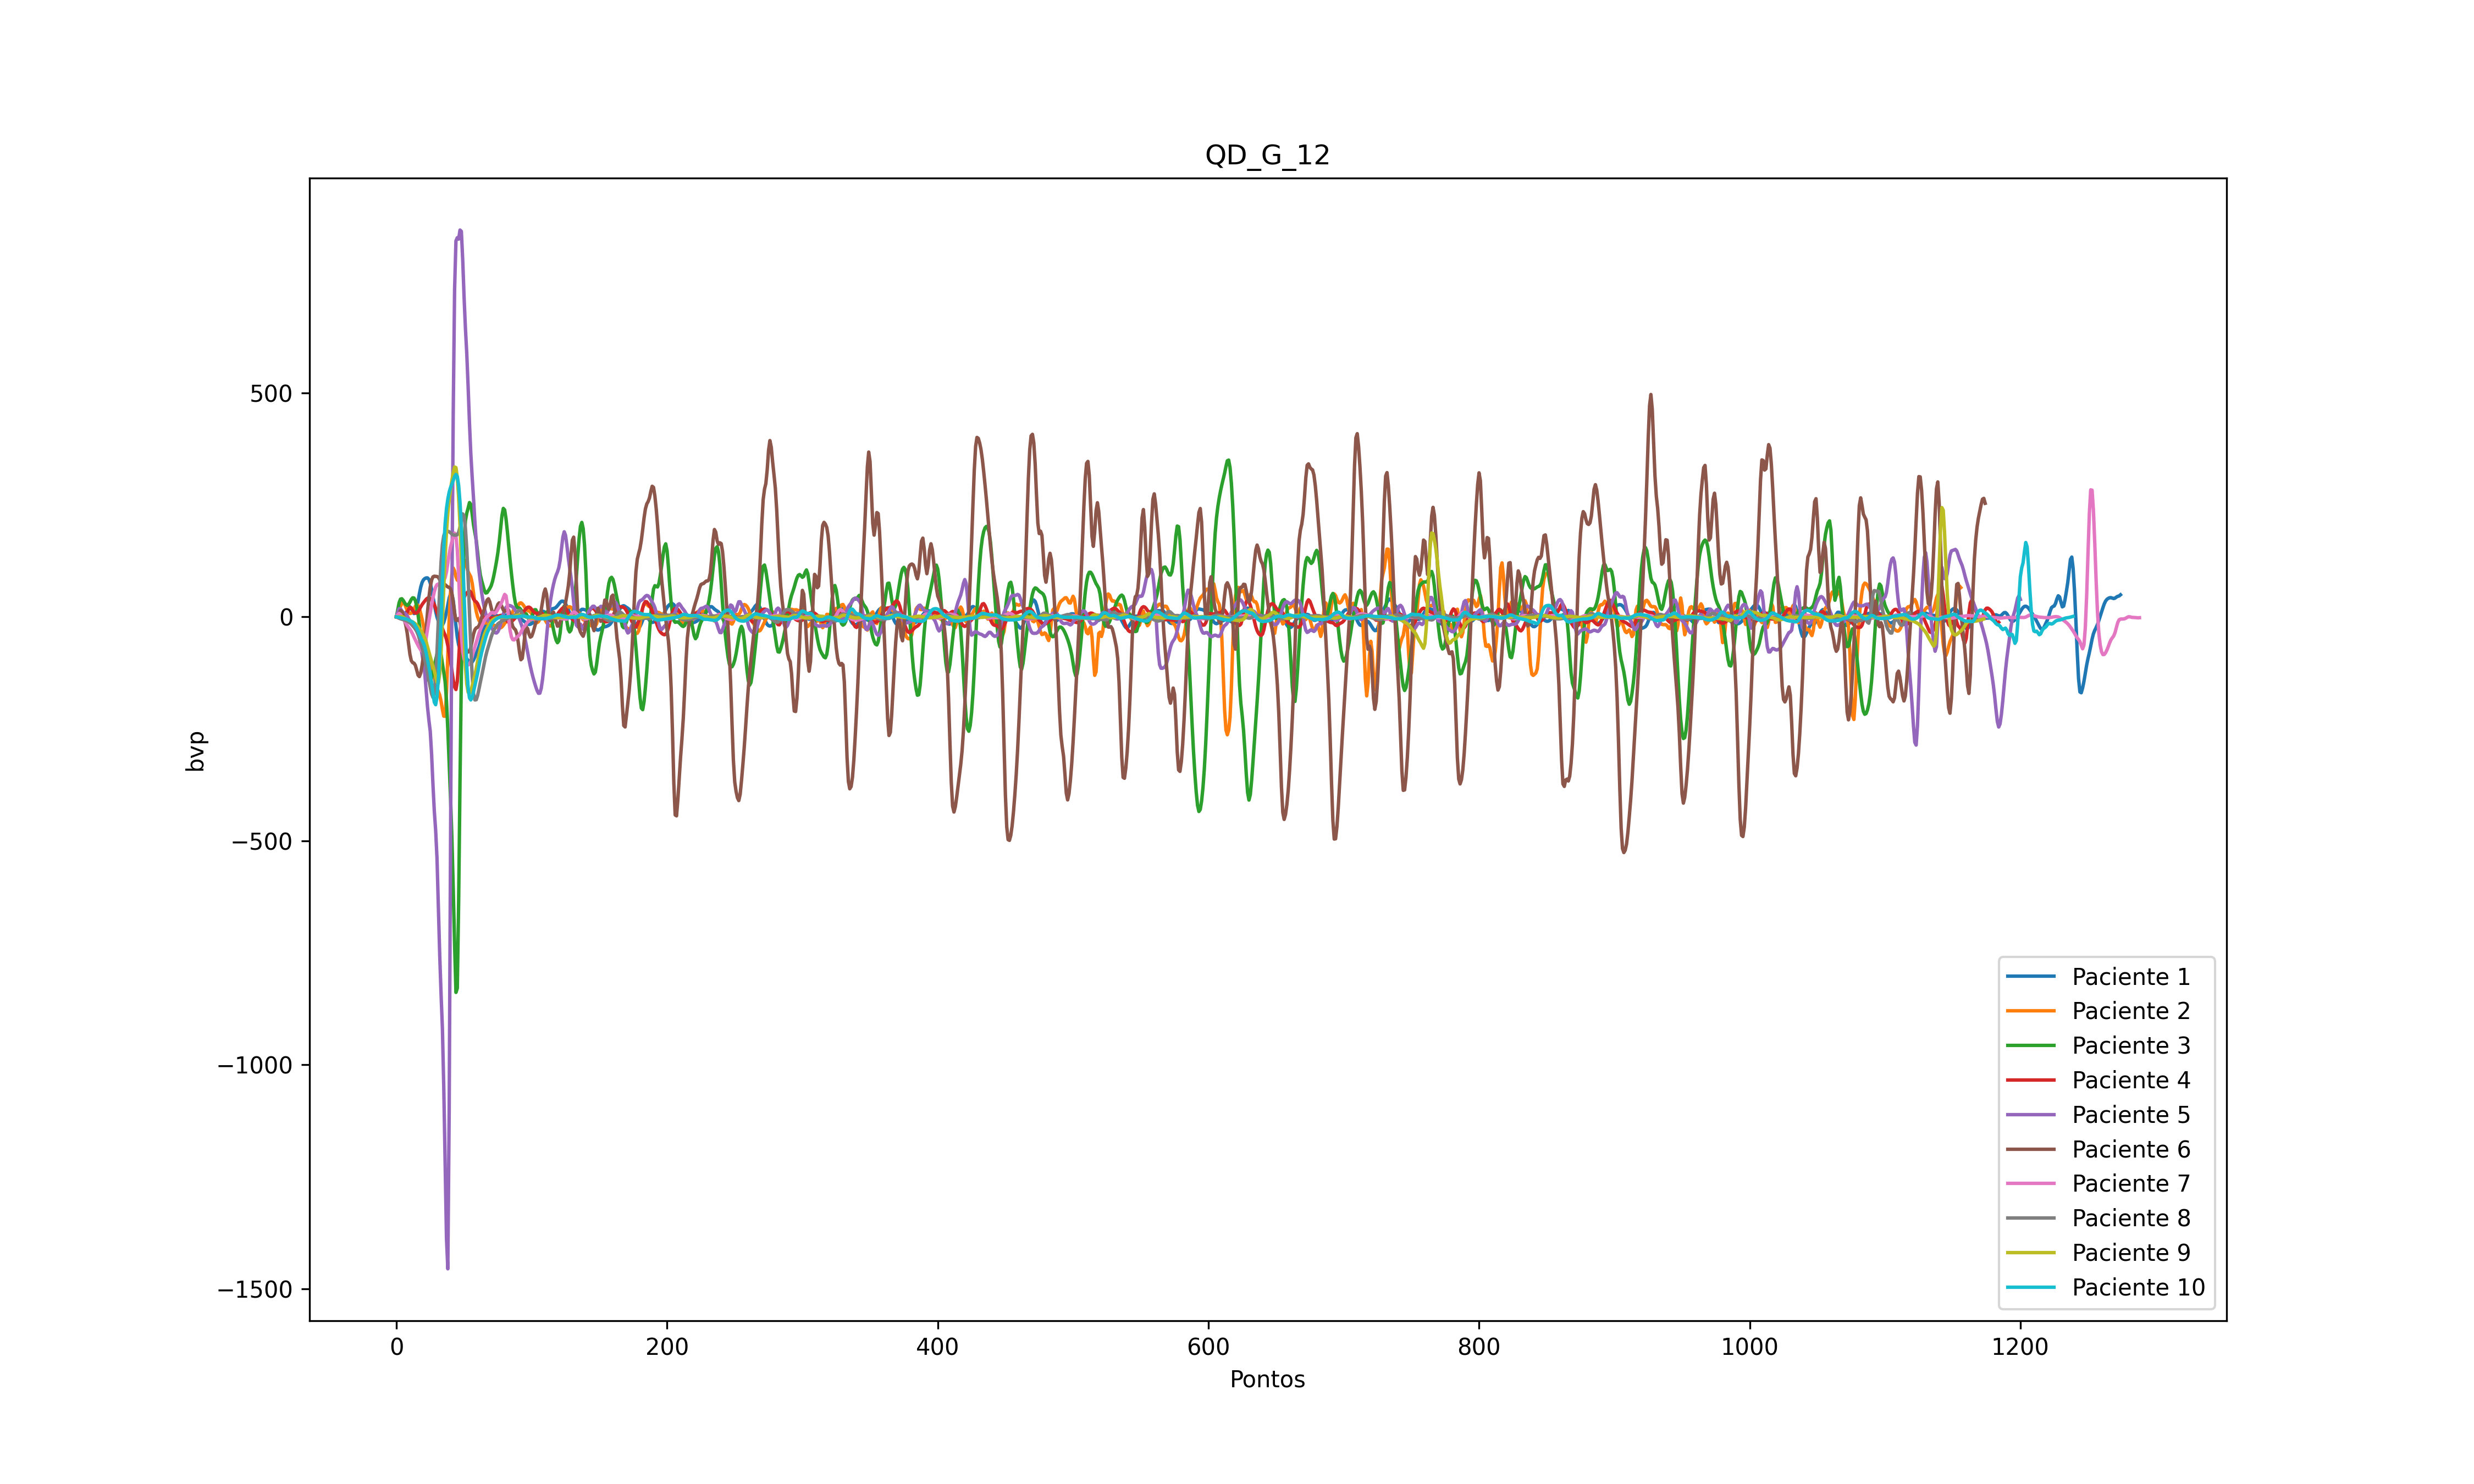 QD_G_12
500
0
−500
−1000
−1500
bvp
0 200 400 600 800 1000 1200
Pontos
Paciente 1
Paciente 2
Paciente 3
Paciente 4
Paciente 5
Paciente 6
Paciente 7
Paciente 8
Paciente 9
Paciente 10